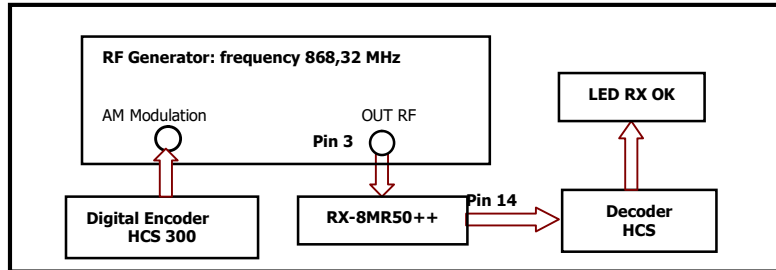 RF Generator: frequency 868,32 MHz
AM Modulation
OUT RF
Pin 3
LED RX OK
Digital Encoder
HCS 300
RX-8MR50++
Pin 14
Decoder
HCS